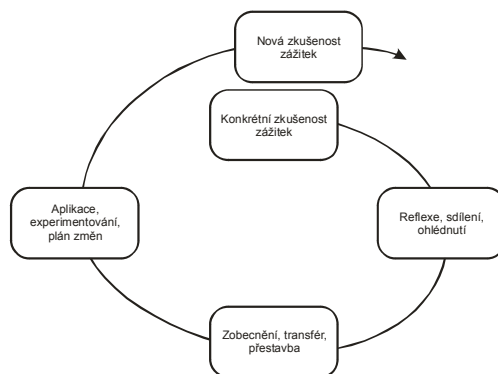 Nová zkušenost
zážitek
Konkrétní zkušenost
zážitek
Aplikace,
experimentování,
plán změn
Reflexe, sdílení,
ohlédnutí
Zobecnění, transfér,
přestavba